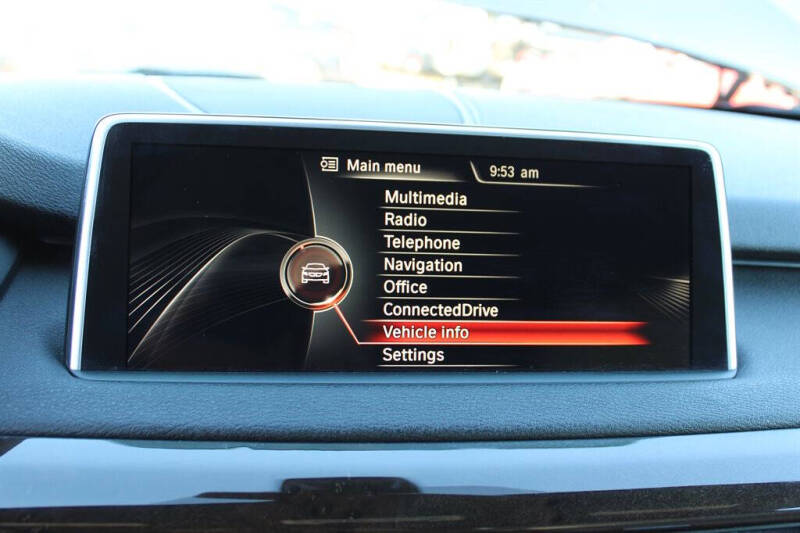 Main menu 9:53 am
Multimedia
Radio
Telephone
Navigation
Office
ConnectedDrive
Vehicle info
Settings